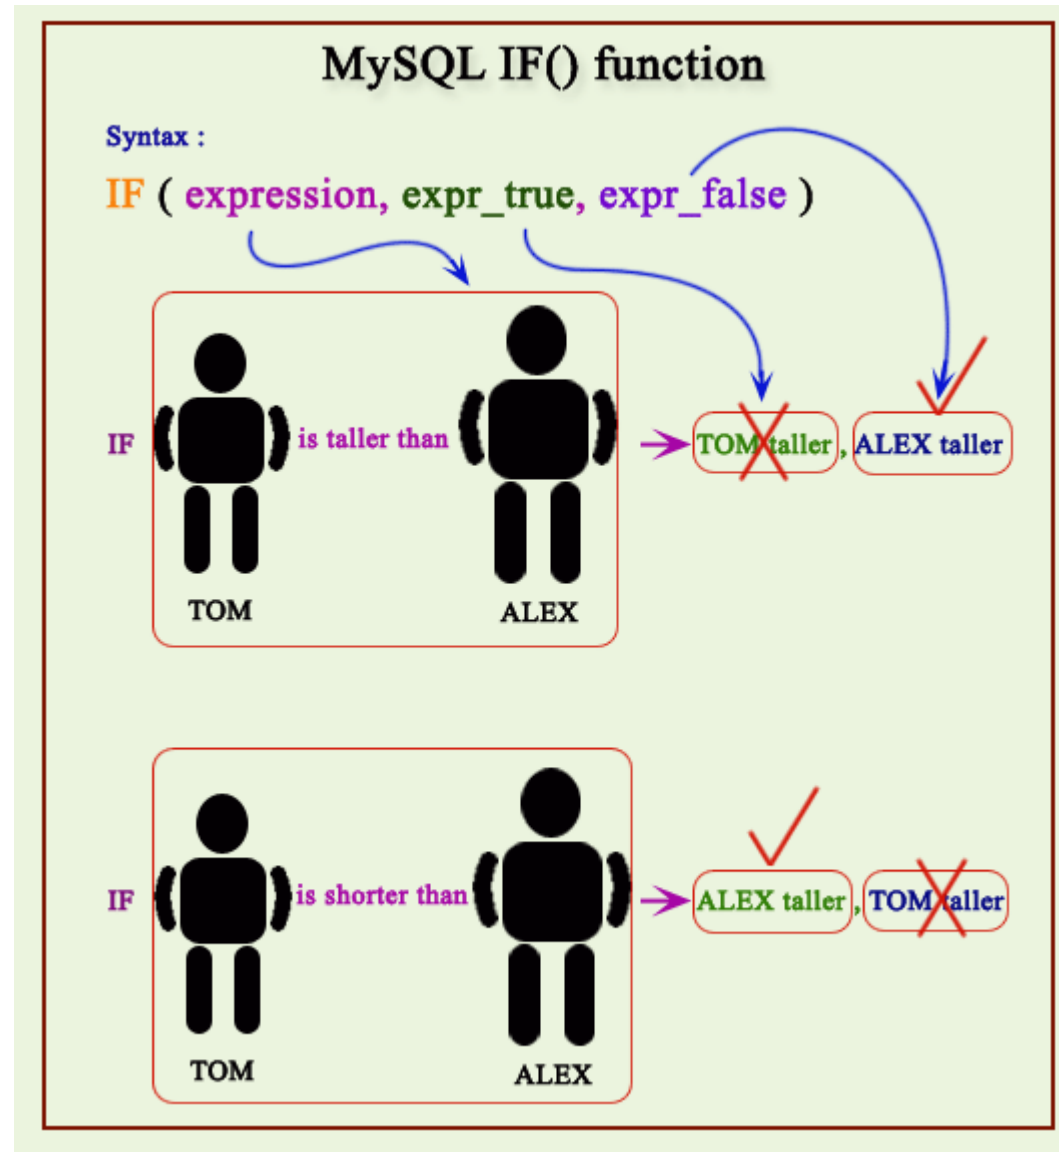 MySQL IF() function
Syntax :
IF ( expression, expr_true, expr_false )
IF is taller than TOM taller , ALEX taller
TOM ALEX
IF is shorter than ALEX taller , TOM taller
TOM ALEX